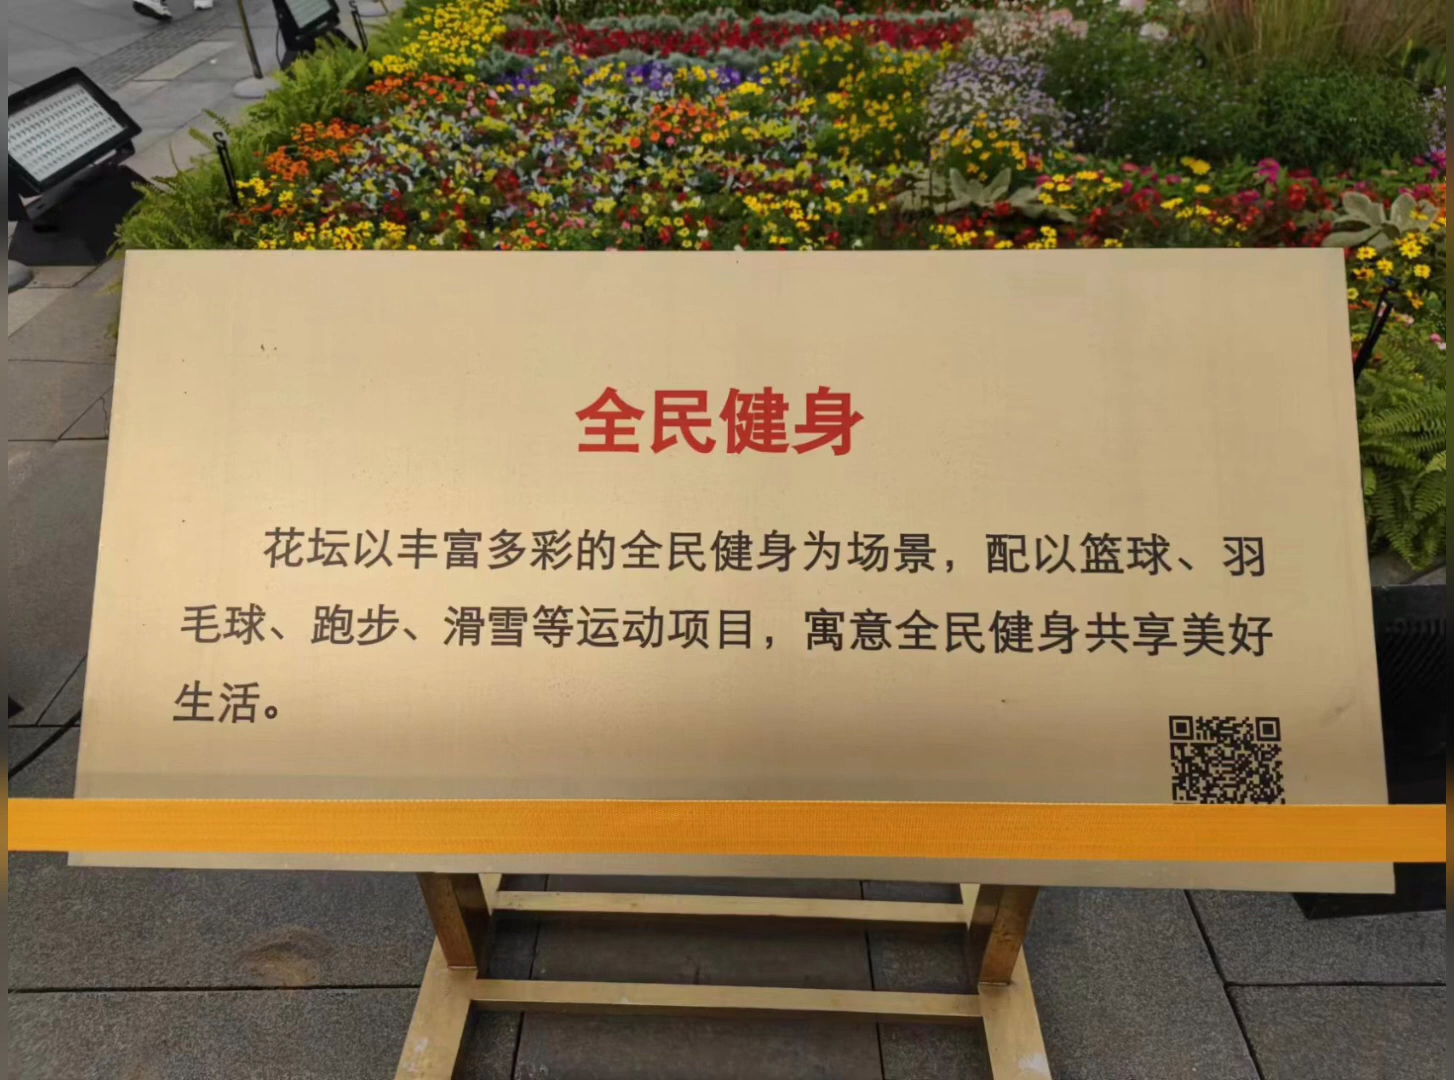 全民健身
花坛以丰富多彩的全民健身为场景，配以篮球、羽
毛球、跑步、滑雪等运动项目，寓意全民健身共享美好
生活。